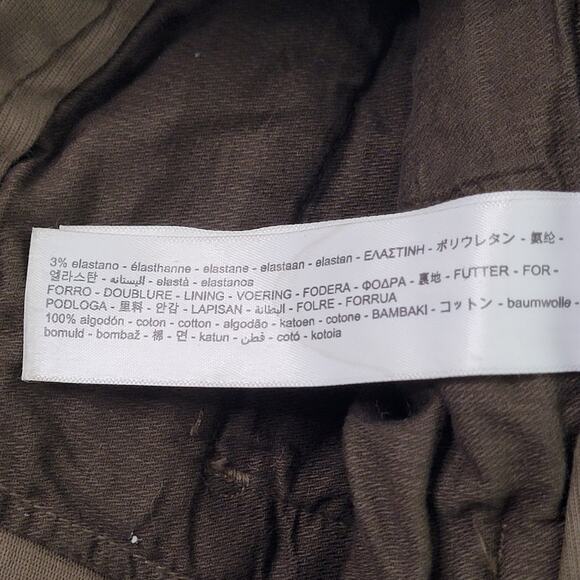 3% elastano - élasthanne - elastane - elastaan - elastan - ΕΛΑΣΤΙΝΗ - ポリウレタン - 氨纶 -
엘라스탄 - الإيلاستان - elastà - elastanoa
FORRO - DOUBLURE - LINING - VOERING - FODERA - ΦΟΔΡΑ - 裏地 - FUTTER - FOR -
PODLOGA - 里料 - 안감 - LAPISAN - البطانة - FOLRE - FORRUA
100% algodón - coton - cotton - algodão - katoen - cotone - BAMBAKI - コットン - baumwolle -
bomuld - bombaž - 棉 - 면 - katun - قطن - cotó - kotoia